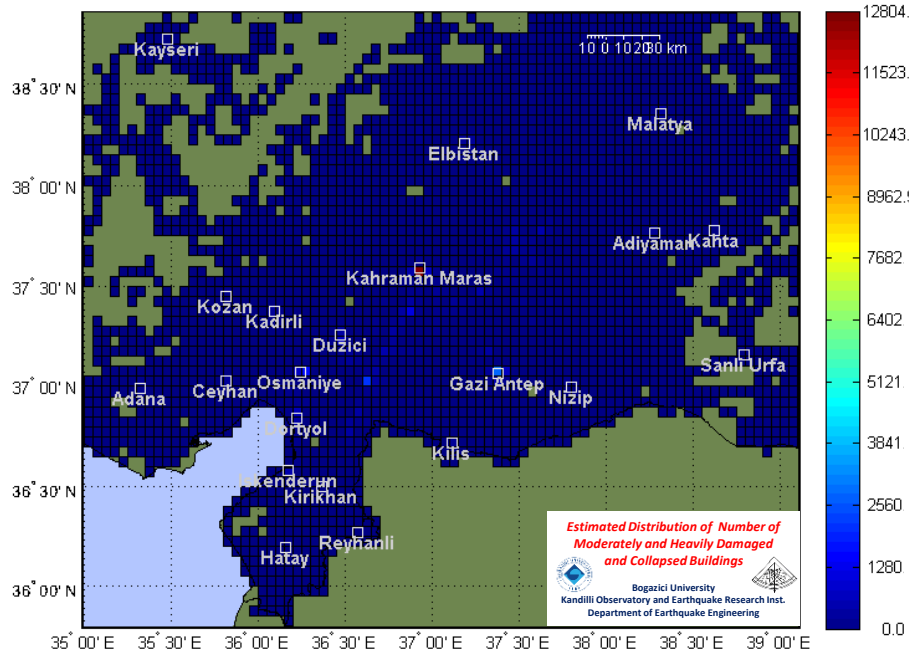 12804.
11523.
10243.
8962.
7682.
6402.
5121.
3841.
2560.
1280.
0.0
10 0 10 20 30 km
Kayseri
38° 30' N
Malatya
Elbistan
38° 00' N
Adiyaman
Kahta
Kahraman Maras
37° 30' N
Kozan
Kadirli
Duzici
Sanli Urfa
37° 00' N
Adana
Ceyhan
Osmaniye
Gazi Antep
Nizip
Dortyol
Kilis
Iskenderun
36° 30' N
Kirikhan
Reyhanli
Hatay
36° 00' N
Estimated Distribution of Number of
Moderately and Heavily Damaged
and Collapsed Buildings
Bogazici University
Kandilli Observatory and Earthquake Research Inst.
Department of Earthquake Engineering
35° 00' E
35° 30' E
36° 00' E
36° 30' E
37° 00' E
37° 30' E
38° 00' E
38° 30' E
39° 00' E